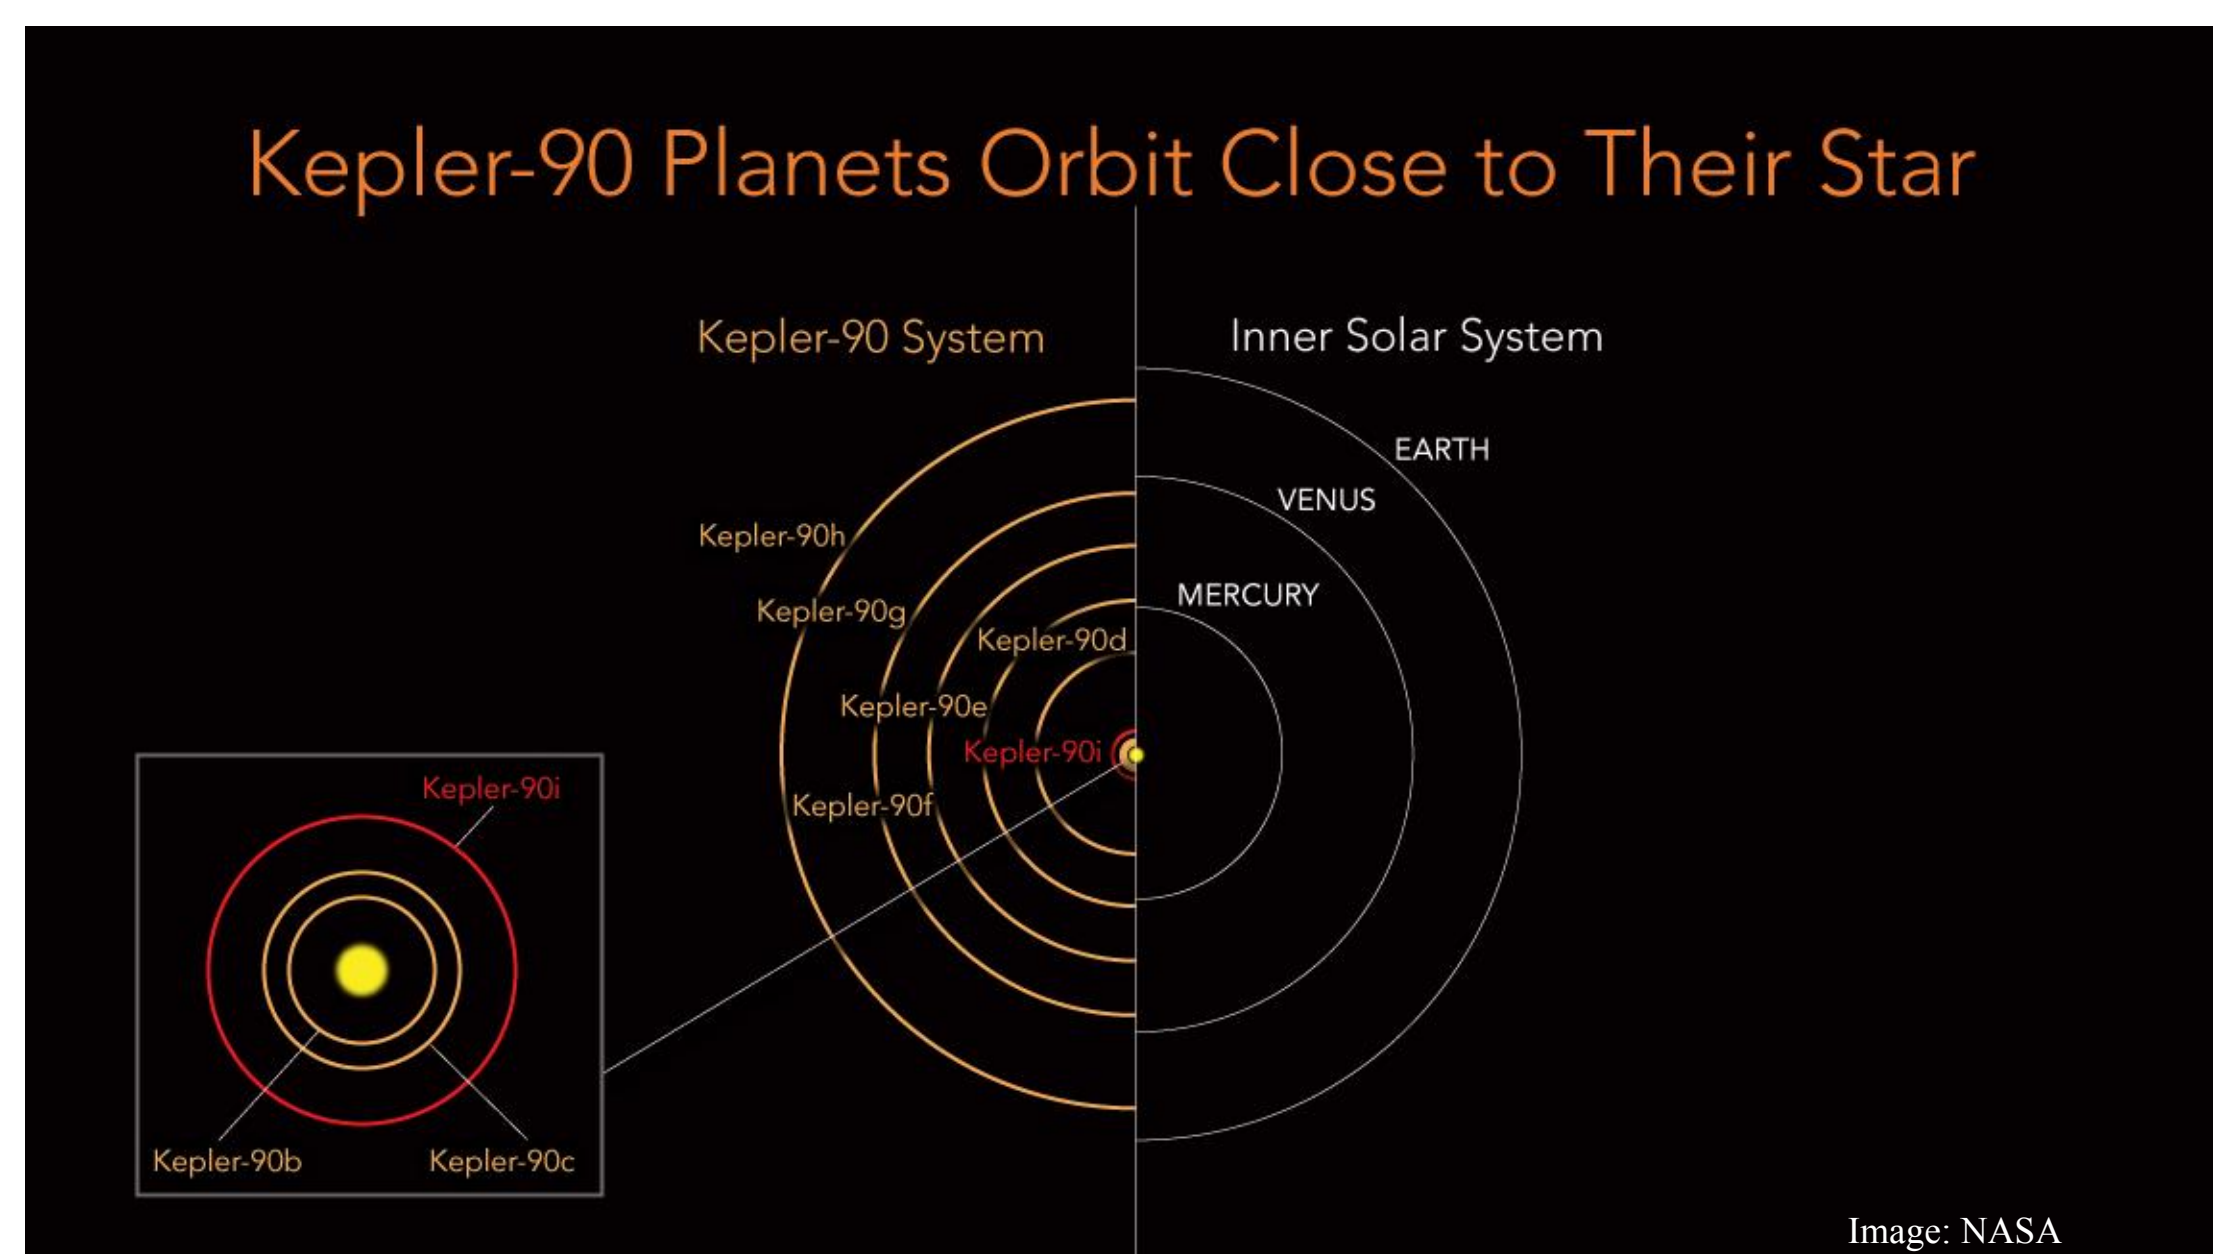 Kepler-90 Planets Orbit Close to Their Star
Kepler-90 System
Inner Solar System
EARTH
VENUS
MERCURY
Kepler-90h
Kepler-90g
Kepler-90d
Kepler-90e
Kepler-90i
Kepler-90f
Kepler-90i
Kepler-90b
Kepler-90c
Image: NASA